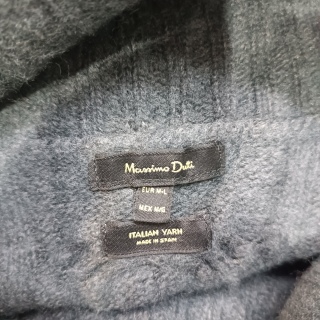 Massimo Dutti
EUR M/L
MEX M/G
ITALIAN YARN
MADE IN SPAIN